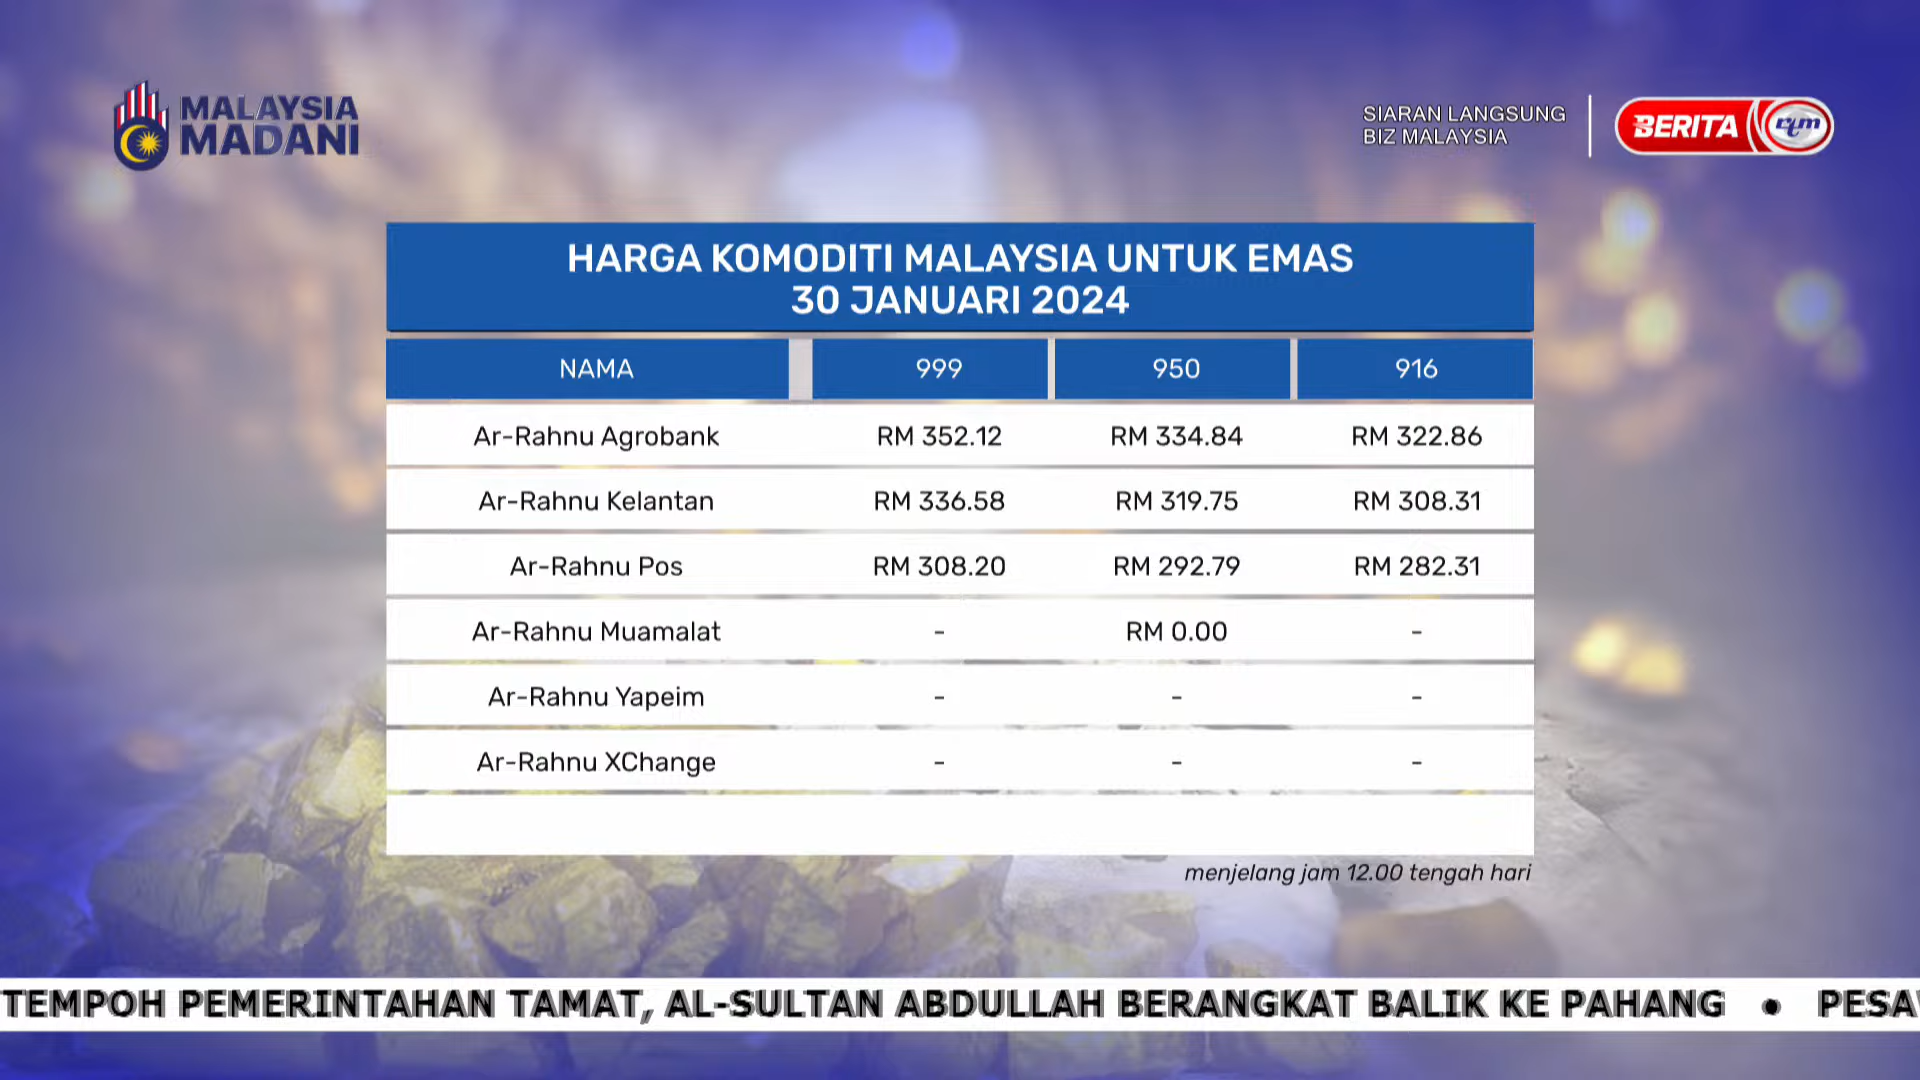 MALAYSIA
MADANI
SIARAN LANGSUNG
BIZ MALAYSIA
BERITA rtm
HARGA KOMODITI MALAYSIA UNTUK EMAS
30 JANUARI 2024
NAMA 999 950 916
Ar-Rahnu Agrobank RM 352.12 RM 334.84 RM 322.86
Ar-Rahnu Kelantan RM 336.58 RM 319.75 RM 308.31
Ar-Rahnu Pos RM 308.20 RM 292.79 RM 282.31
Ar-Rahnu Muamalat - RM 0.00 -
Ar-Rahnu Yapeim - - -
Ar-Rahnu XChange - - -
menjelang jam 12.00 tengah hari
TEMPOH PEMERINTAHAN TAMAT, AL-SULTAN ABDULLAH BERANGKAT BALIK KE PAHANG •